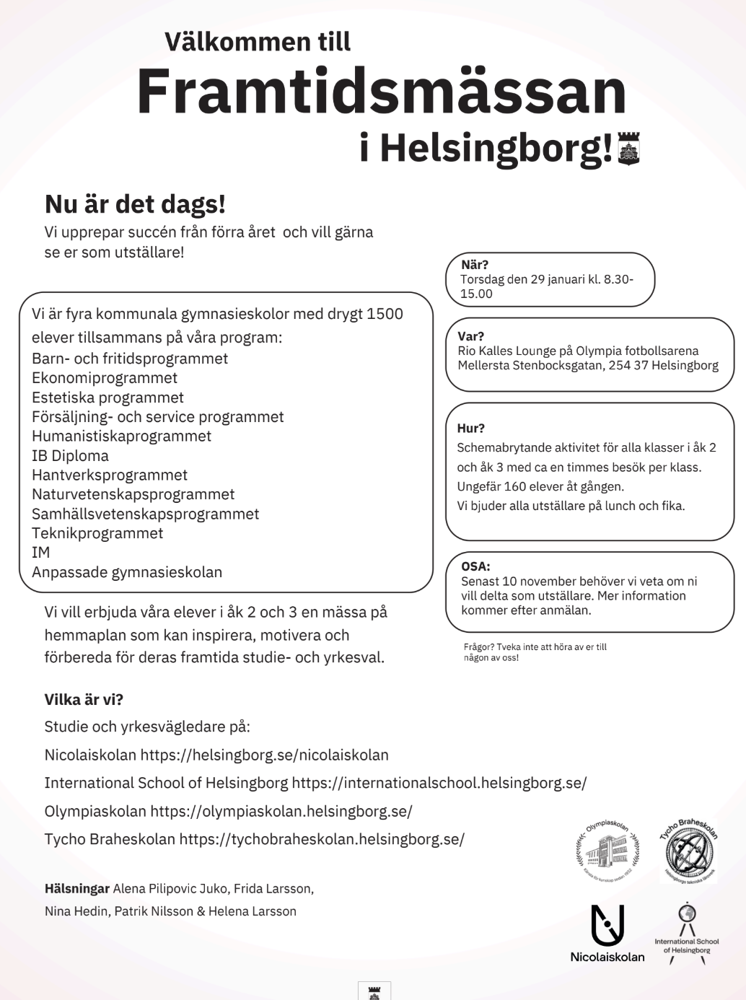 Välkommen till
Framtidsmässan
i Helsingborg!
Nu är det dags!
Vi upprepar succén från förra året  och vill gärna
se er som utställare!
Vi är fyra kommunala gymnasieskolor med drygt 1500
elever tillsammans på våra program:
Barn- och fritidsprogrammet
Ekonomiprogrammet
Estetiska programmet
Försäljning- och service programmet
Humanistiskaprogrammet
IB Diploma
Hantverksprogrammet
Naturvetenskapsprogrammet
Samhällsvetenskapsprogrammet
Teknikprogrammet
IM
Anpassade gymnasieskolan
Vi vill erbjuda våra elever i åk 2 och 3 en mässa på
hemmaplan som kan inspirera, motivera och
förbereda för deras framtida studie- och yrkesval.
När?
Torsdag den 29 januari kl. 8.30-
15.00
Var?
Rio Kalles Lounge på Olympia fotbollsarena
Mellersta Stenbocksgatan, 254 37 Helsingborg
Hur?
Schemabrytande aktivitet för alla klasser i åk 2
och åk 3 med ca en timmes besök per klass.
Ungefär 160 elever åt gången.
Vi bjuder alla utställare på lunch och fika.
OSA:
Senast 10 november behöver vi veta om ni
vill delta som utställare. Mer information
kommer efter anmälan.
Frågor? Tveka inte att höra av er till
någon av oss!
Vilka är vi?
Studie och yrkesvägledare på:
Nicolaiskolan https://helsingborg.se/nicolaiskolan
International School of Helsingborg https://internationalschool.helsingborg.se/
Olympiaskolan https://olympiaskolan.helsingborg.se/
Tycho Braheskolan https://tychobraheskolan.helsingborg.se/
Hälsningar Alena Pilipovic Juko, Frida Larsson,
Nina Hedin, Patrik Nilsson & Helena Larsson
Olympiaskolan
Känsla för kunskap sedan 1932
Tycho Braheskolan
Helsingborgs tekniska läroverk
Nicolaiskolan
International School
of Helsingborg